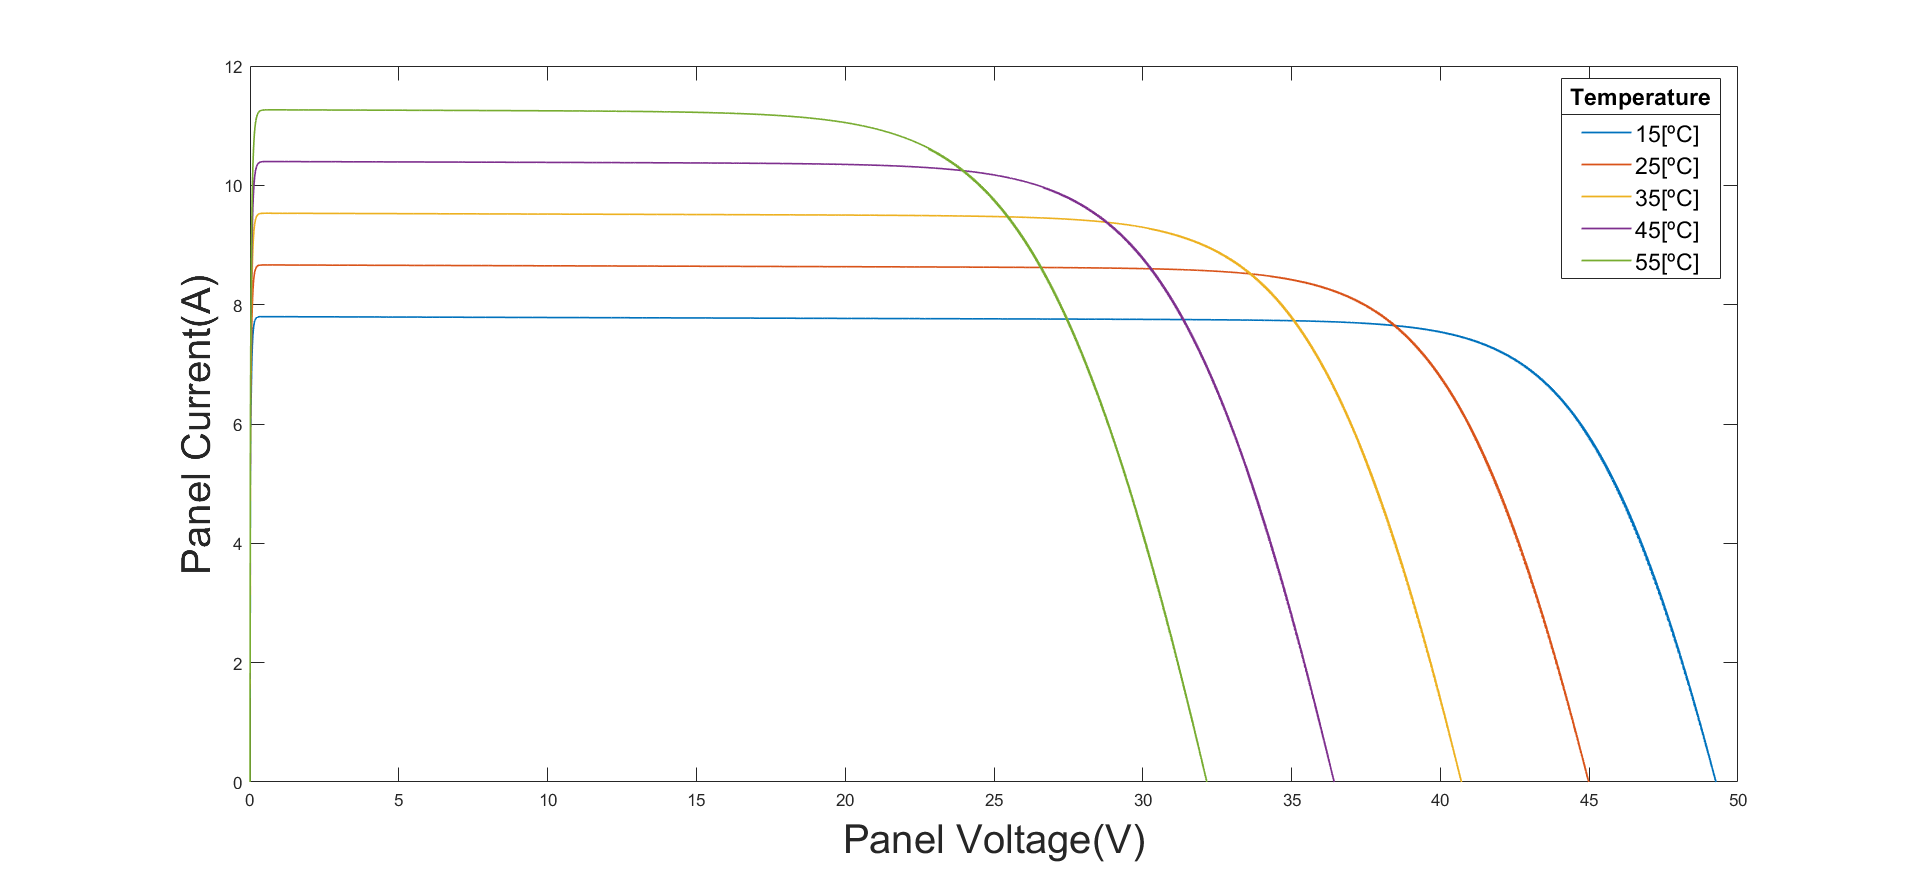 12
10
8
6
4
2
0
Panel Current(A)
0 5 10 15 20 25 30 35 40 45 50
Panel Voltage(V)
Temperature
15[ºC]
25[ºC]
35[ºC]
45[ºC]
55[ºC]